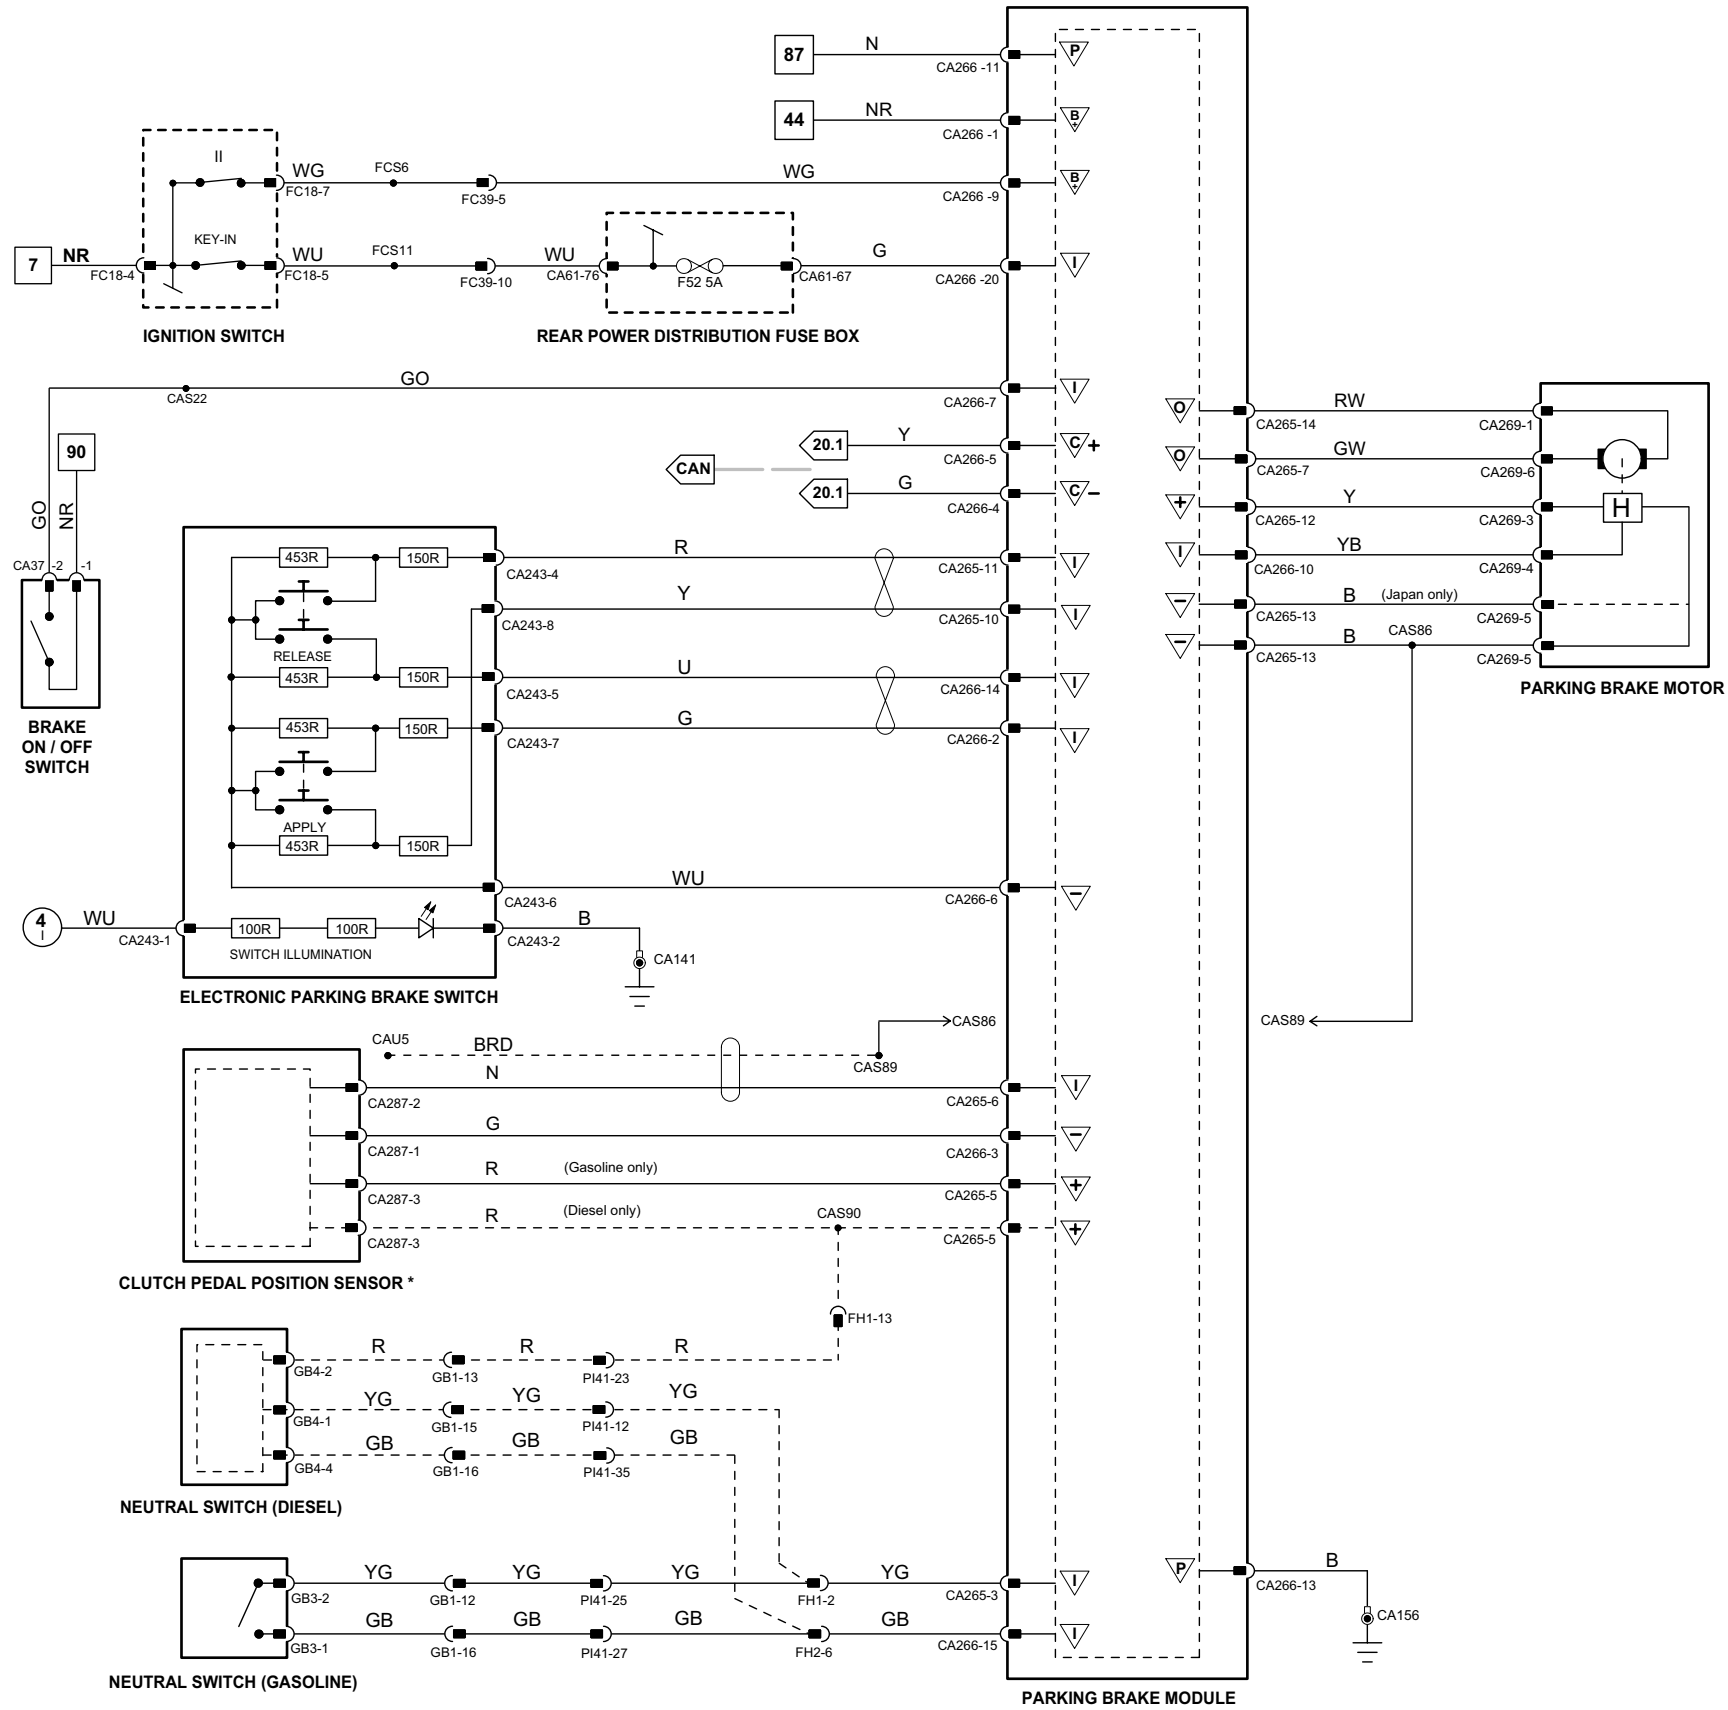 87 N CA266 -11 P
44 NR CA266 -1 B+
II
WG FCS6 WG B+
FC18-7 FC39-5 CA266 -9
KEY-IN
7 NR WU FCS11 WU G I
FC18-4 FC18-5 FC39-10 CA61-76 F52 5A CA61-67 CA266 -20
IGNITION SWITCH REAR POWER DISTRIBUTION FUSE BOX
GO I
CAS22 CA266-7
O RW
CA265-14 CA269-1
90 20.1 Y C +
CAN CA266-5
O GW
CA265-7 CA269-6
20.1 G C –
CA266-4
GO NR
+ Y H
CA265-12 CA269-3
453R 150R R I
CA243-4 CA265-11
I YB
CA266-10 CA269-4
CA37 -2 -1
Y I
CA243-8 CA265-10
– B (Japan only)
CA265-13 CA269-5
RELEASE
– B CAS86
CA265-13 CA269-5
453R 150R U I
CA243-5 CA266-14
PARKING BRAKE MOTOR
453R 150R G I
CA243-7 CA266-2
BRAKE
ON / OFF
SWITCH
APPLY
453R 150R
WU –
CA243-6 CA266-6
4 I WU 100R 100R B
CA243-1 CA243-2
SWITCH ILLUMINATION CA141
ELECTRONIC PARKING BRAKE SWITCH
CAS86 CAS89
CAU5 BRD
CAS89
N I
CA287-2 CA265-6
G –
CA287-1 CA266-3
R (Gasoline only) +
CA287-3 CA265-5
R (Diesel only) CAS90 +
CA287-3 CA265-5
CLUTCH PEDAL POSITION SENSOR *
FH1-13
R R R
GB4-2 GB1-13 PI41-23
YG YG YG
GB4-1 GB1-15 PI41-12
GB GB GB
GB4-4 GB1-16 PI41-35
NEUTRAL SWITCH (DIESEL)
YG YG YG YG I
GB3-2 GB1-12 PI41-25 FH1-2 CA265-3
P B
CA266-13
CA156
GB GB GB GB I
GB3-1 GB1-16 PI41-27 FH2-6 CA266-15
NEUTRAL SWITCH (GASOLINE)
PARKING BRAKE MODULE